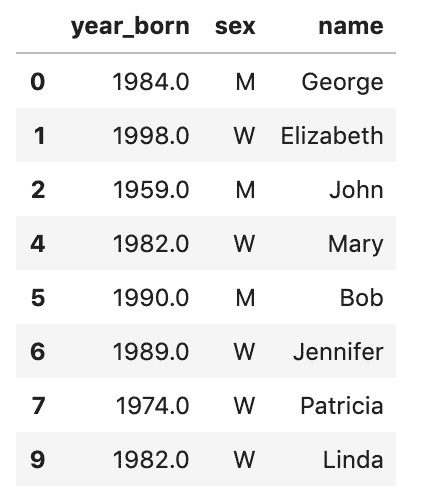 year_born sex name
0 1984.0 M George
1 1998.0 W Elizabeth
2 1959.0 M John
4 1982.0 W Mary
5 1990.0 M Bob
6 1989.0 W Jennifer
7 1974.0 W Patricia
9 1982.0 W Linda